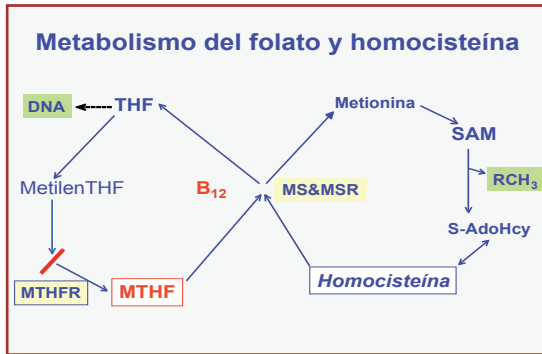 Metabolismo del folato y homocisteína
DNA
THF
Metionina
SAM
RCH3
MetilenTHF
B12
MS&MSR
S-AdoHcy
MTHFR
MTHF
Homocisteína